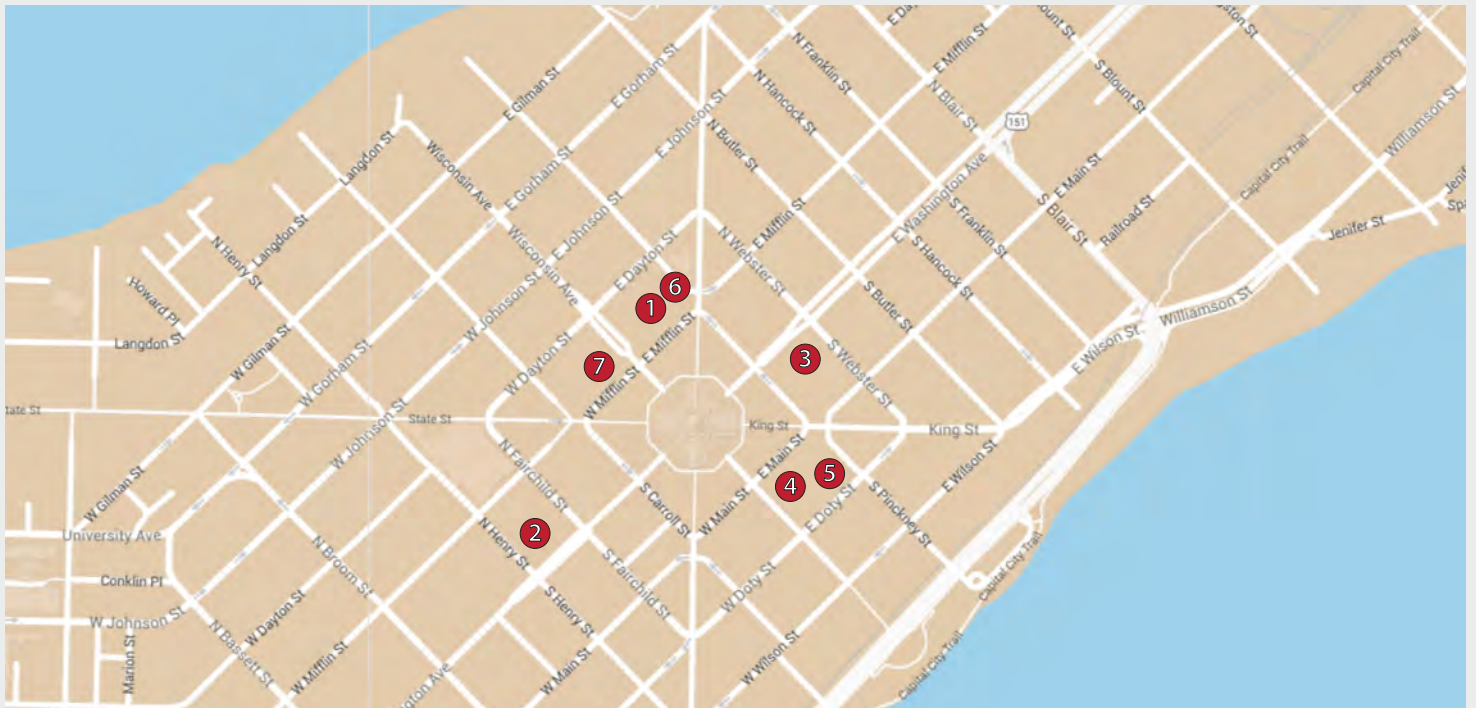 E Mifflin St
S Blount St
Capital City Trail
N Franklin St
E Gorham St
E Gilman St
N Hancock St
N Blair St
E Johnson St
151
Williamson St
Langdon St
Wisconsin Ave
N Butler St
Capital City Trail
E Washington Ave
E Main St
E Gorham St
S Blair St
Railroad St
S Franklin St
Jenifer St
E Johnson St
E Mifflin St
Langdon St
N Henry St
Wisconsin Ave
E Dayton St
N Webster St
S Hancock St
6
1
Howard Pl
W Johnson St
S Butler St
Williamson St
E Mifflin St
Langdon St
W Gilman St
W Gorham St
7
3
E Wilson St
W Dayton St
S Webster St
W Mifflin St
State St
King St
King St
W Johnson St
N Fairchild St
E Main St
4
5
E Wilson St
W Gilman St
S Carroll St
W Main St
E Doty St
S Pinckney St
University Ave
2
N Henry St
Capital City Trail
Conklin Pl
N Broom St
S Fairchild St
W Doty St
W Johnson St
W Dayton St
S Henry St
N Bassett St
W Mifflin St
Marion St
W Main St
W Wilson St
Capital City Trail